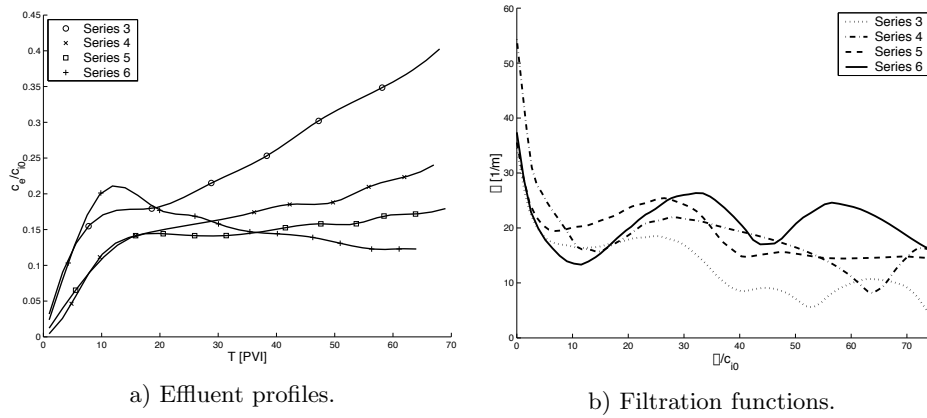 0.45
0.4
0.35
0.3
0.25
0.2
0.15
0.1
0.05
0
c_e/c_i0
0 10 20 30 40 50 60 70
T [PVI]
Series 3
Series 4
Series 5
Series 6
a) Effluent profiles.
60
50
40
30
20
10
0
[1/m]
0 10 20 30 40 50 60 70
/c_i0
Series 3
Series 4
Series 5
Series 6
b) Filtration functions.